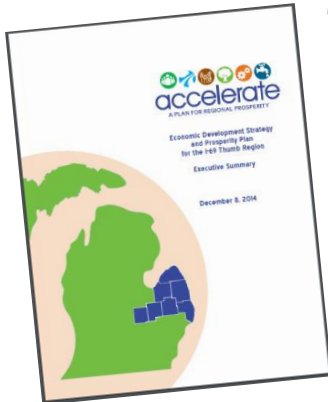 accelerate
A PLAN FOR REGIONAL PROSPERITY
Economic Development Strategy
and Prosperity Plan
for the I-69 Thumb Region
Executive Summary
December 8, 2014